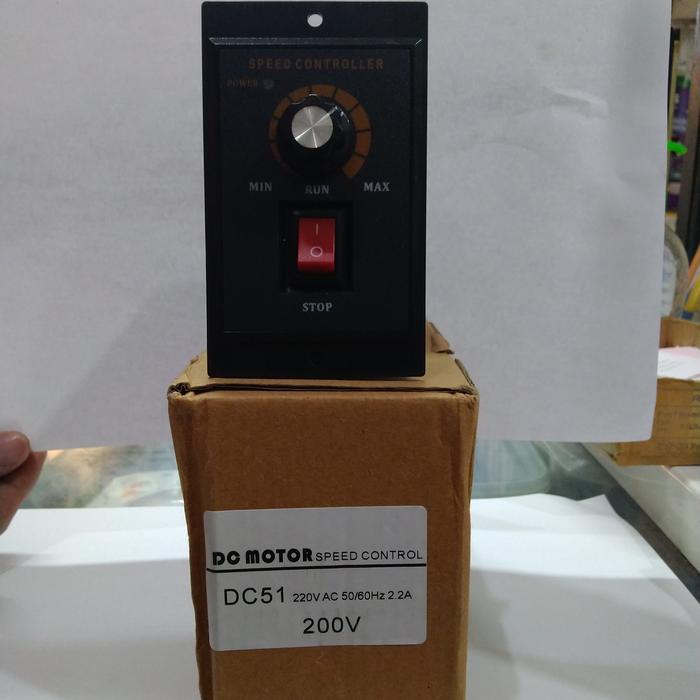 SPEED CONTROLLER
POWER
MIN RUN MAX
I
O
STOP
DC MOTOR SPEED CONTROL
DC51 220V AC 50/60Hz 2.2A
200V